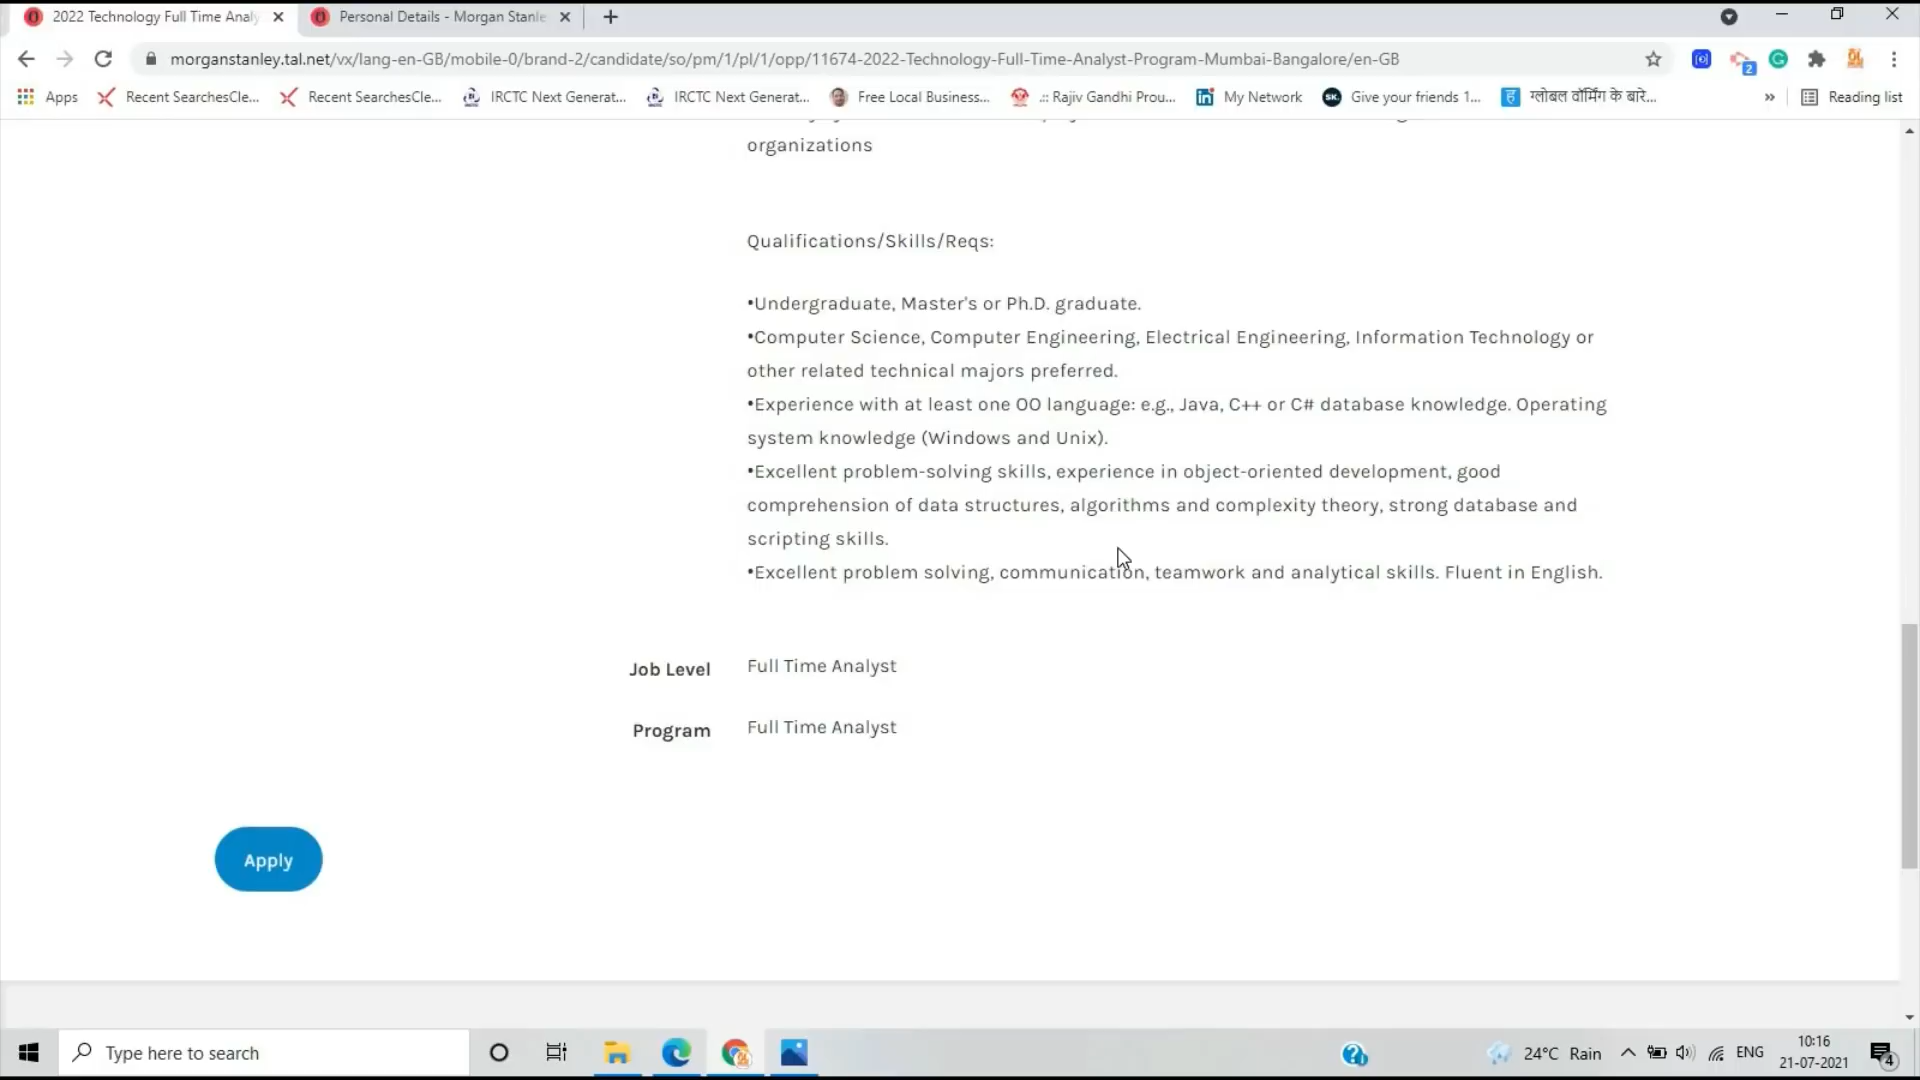 2022 Technology Full Time Analy
Personal Details - Morgan Stanle
morganstanley.tal.net/vx/lang-en-GB/mobile-0/brand-2/candidate/so/pm/1/pl/1/opp/11674-2022-Technology-Full-Time-Analyst-Program-Mumbai-Bangalore/en-GB
2
Apps
Recent SearchesCle...
Recent SearchesCle...
IRCTC Next Generat...
IRCTC Next Generat...
Free Local Business...
.:: Rajiv Gandhi Prou...
My Network
SK.
Give your friends 1...
ग्लोबल वॉर्मिंग के बारे...
»
Reading list
organizations
Qualifications/Skills/Reqs:
•Undergraduate, Master's or Ph.D. graduate.
•Computer Science, Computer Engineering, Electrical Engineering, Information Technology or
other related technical majors preferred.
•Experience with at least one OO language: e.g., Java, C++ or C# database knowledge. Operating
system knowledge (Windows and Unix).
•Excellent problem-solving skills, experience in object-oriented development, good
comprehension of data structures, algorithms and complexity theory, strong database and
scripting skills.
•Excellent problem solving, communication, teamwork and analytical skills. Fluent in English.
Job Level Full Time Analyst
Program Full Time Analyst
Apply
Type here to search
24°C Rain
ENG
10:16
21-07-2021
4